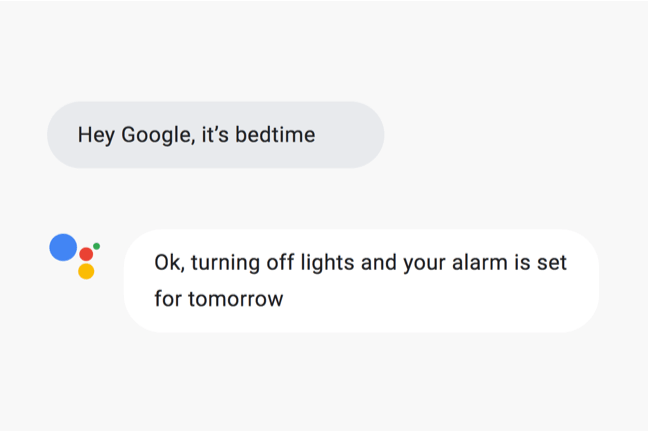 Hey Google, it’s bedtime
Ok, turning off lights and your alarm is set
for tomorrow